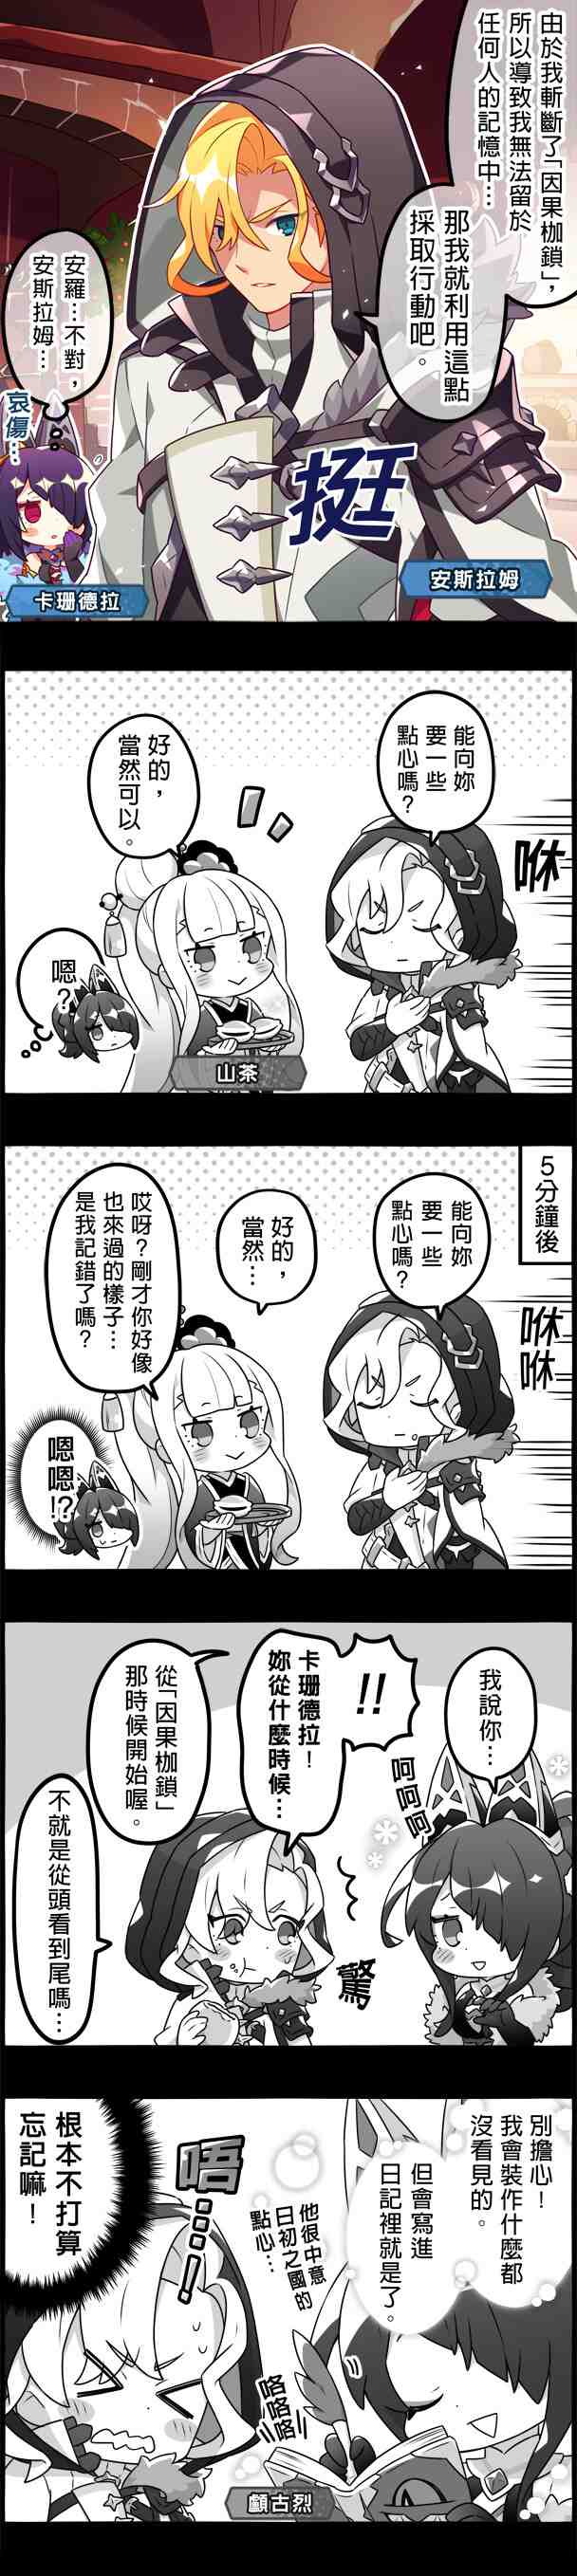 由於我斬斷了「因果枷鎖」，
所以導致我無法留於
任何人的記憶中…
那我就利用這點
採取行動吧。
安羅…不對，
安斯拉姆…
哀傷…
挺
安斯拉姆
卡珊德拉
能向妳
要一些
點心嗎？
咻
好的，
當然可以。
嗯？
山茶
5分鐘後
能向妳
要一些
點心嗎？
咻咻
好的，
當然…
哎呀？剛才你好像
也來過的樣子…
是我記錯了嗎？
嗯嗯!?
我說你…
呵呵呵
!!
卡珊德拉！
妳從什麼時候…
驚
從「因果枷鎖」
那時候開始喔。
不就是從頭看到尾嗎…
別擔心！
我會裝作什麼都
沒看見的。
但會寫進
日記裡就是了。
他很中意
日初之國的
點心…
唔……！
根本不打算
忘記嘛！
咯咯咯
顱古烈